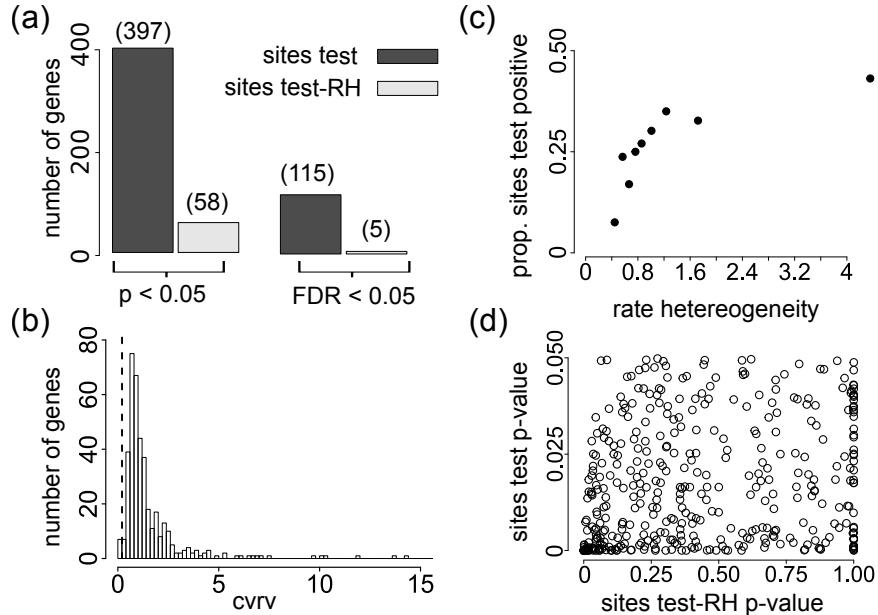 (a)
number of genes
400
200
0
(397)
(58)
(115)
(5)
sites test
sites test-RH
p < 0.05
FDR < 0.05
(b)
number of genes
80
60
40
20
0
0 5 10 15
cvrv
(c)
prop. sites test positive
0.50
0.25
0
0 0.8 1.6 2.4 3.2 4
rate hetereogeneity
(d)
sites test p-value
0.050
0.025
0
0 0.25 0.50 0.75 1.00
sites test-RH p-value